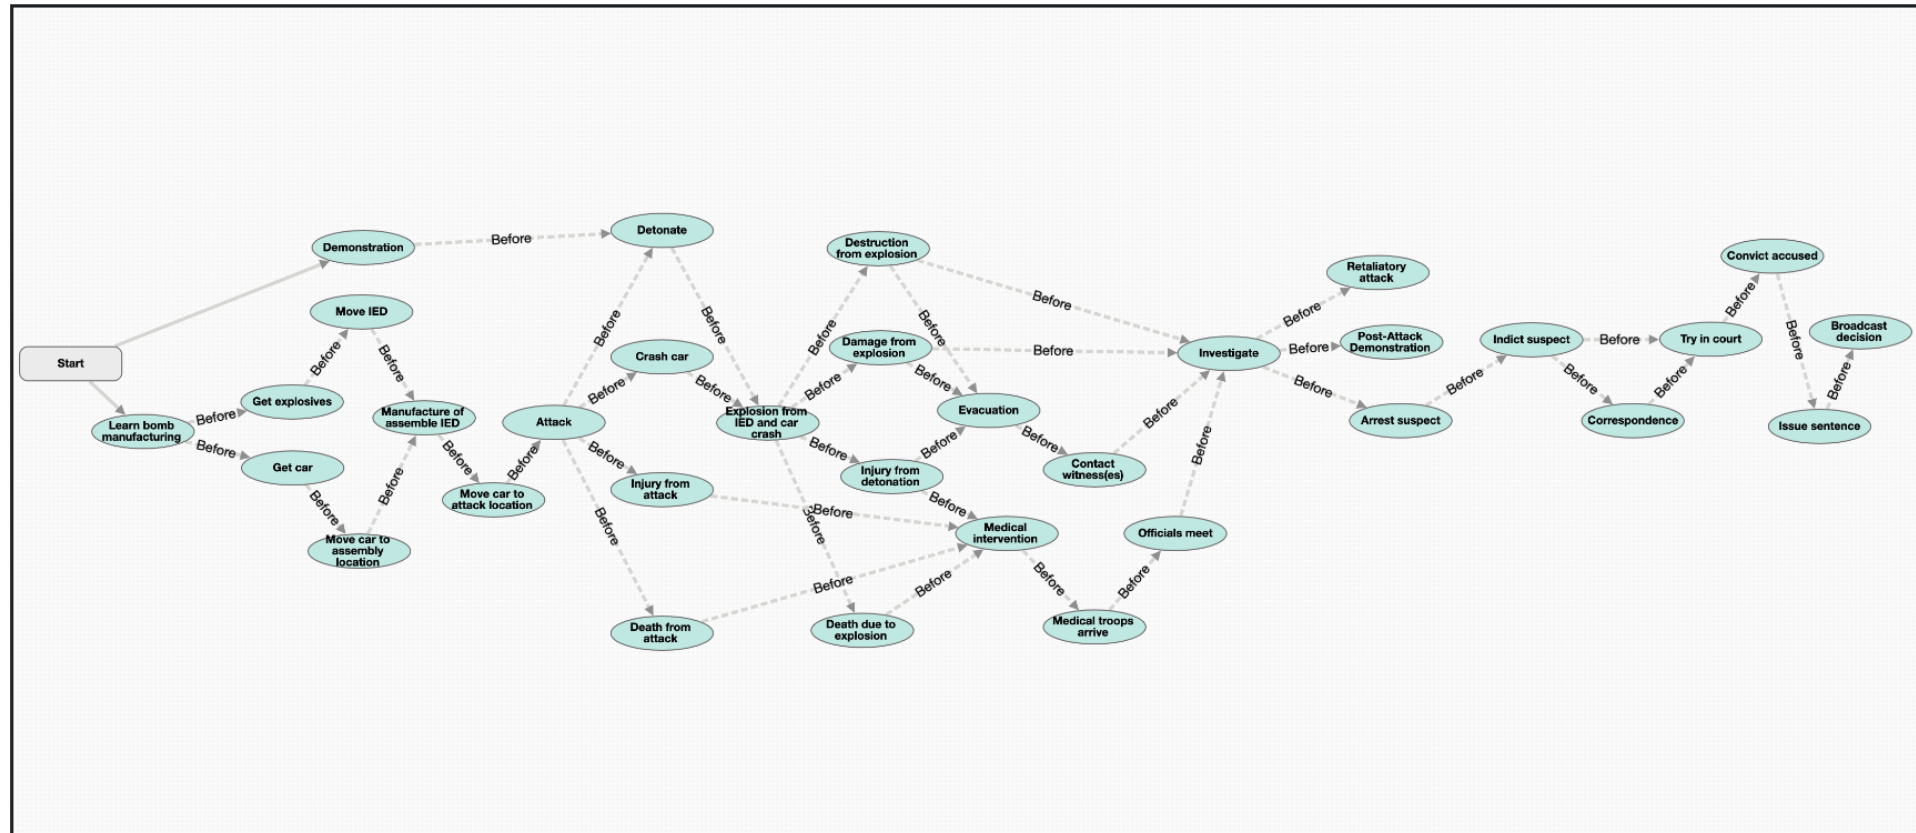 Start
Demonstration
Before
Detonate
Move IED
Before
Before
Get explosives
Before
Learn bomb
manufacturing
Before
Get car
Before
Move car to
assembly
location
Before
Manufacture of
assemble IED
Before
Move car to
attack location
Before
Attack
Before
Before
Crash car
Before
Before
Before
Injury from
attack
Before
Before
Death from
attack
Before
Explosion from
IED and car
crash
Before
Before
Before
Before
Destruction
from explosion
Before
Before
Damage from
explosion
Before
Before
Injury from
detonation
Before
Before
Death due to
explosion
Before
Evacuation
Before
Contact
witness(es)
Before
Medical
intervention
Before
Medical troops
arrive
Before
Officials meet
Before
Investigate
Before
Retaliatory
attack
Before
Post-Attack
Demonstration
Before
Arrest suspect
Before
Indict suspect
Before
Before
Correspondence
Before
Try in court
Before
Convict accused
Before
Issue sentence
Before
Broadcast
decision